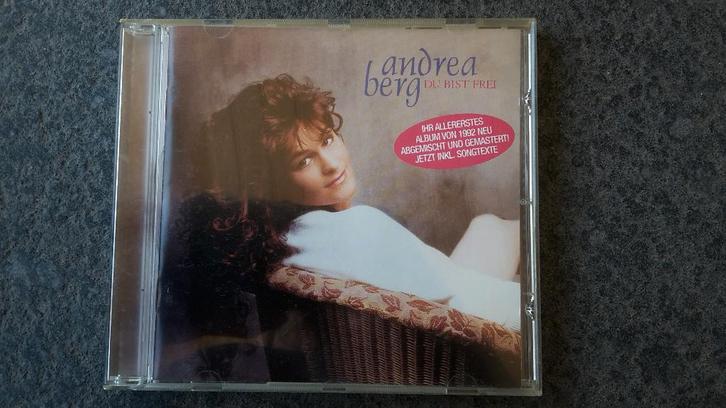 andrea
berg DU BIST FREI
IHR ALLERERSTES
ALBUM VON 1992 NEU
ABGEMISCHT UND GEMASTERT!
JETZT INKL. SONGTEXTE